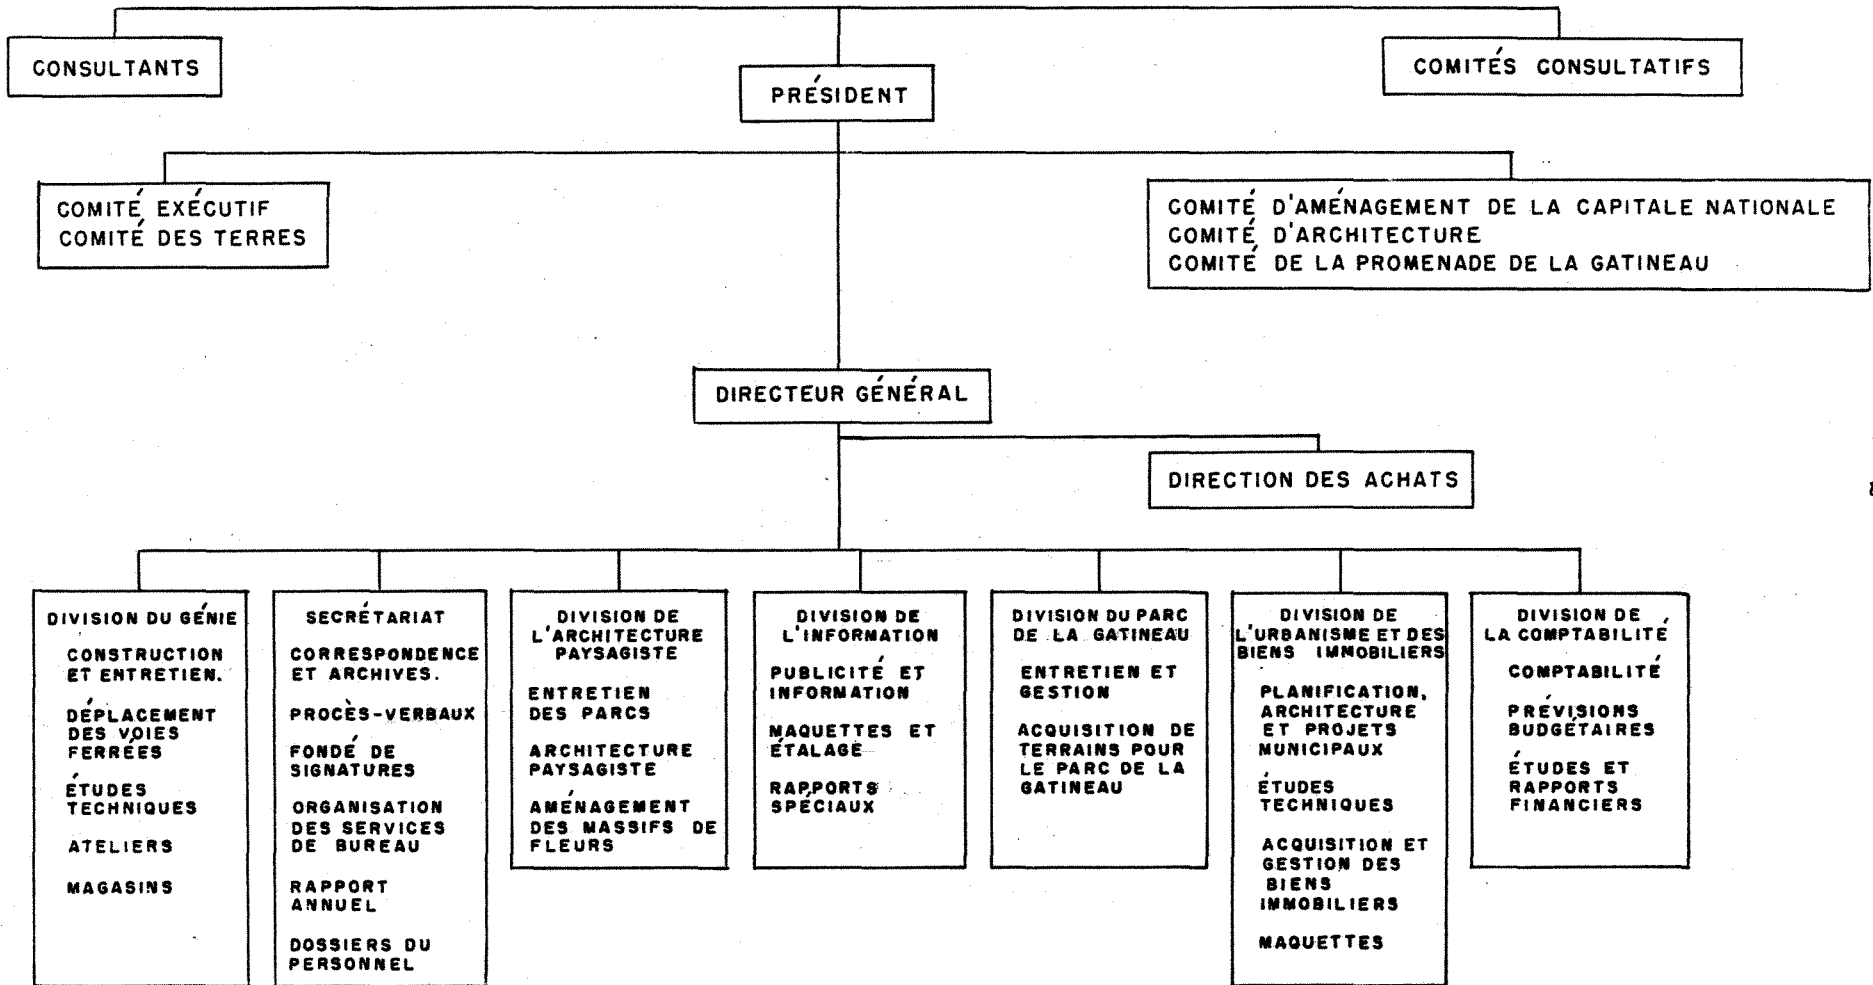 CONSULTANTS
COMITÉS CONSULTATIFS
PRÉSIDENT
COMITÉ EXÉCUTIF
COMITÉ DES TERRES
COMITÉ D'AMÉNAGEMENT DE LA CAPITALE NATIONALE
COMITÉ D'ARCHITECTURE
COMITÉ DE LA PROMENADE DE LA GATINEAU
DIRECTEUR GÉNÉRAL
DIRECTION DES ACHATS
DIVISION DU GÉNIE
CONSTRUCTION
ET ENTRETIEN.
DÉPLACEMENT
DES VOIES
FERRÉES
ÉTUDES
TECHNIQUES
ATELIERS
MAGASINS
SECRÉTARIAT
CORRESPONDENCE
ET ARCHIVES.
PROCÈS-VERBAUX
FONDÉ DE
SIGNATURES
ORGANISATION
DES SERVICES
DE BUREAU
RAPPORT
ANNUEL
DOSSIERS DU
PERSONNEL
DIVISION DE
L'ARCHITECTURE
PAYSAGISTE
ENTRETIEN
DES PARCS
ARCHITECTURE
PAYSAGISTE
AMÉNAGEMENT
DES MASSIFS DE
FLEURS
DIVISION DE
L'INFORMATION
PUBLICITÉ ET
INFORMATION
MAQUETTES ET
ÉTALAGE
RAPPORTS
SPÉCIAUX
DIVISION DU PARC
DE LA GATINEAU
ENTRETIEN ET
GESTION
ACQUISITION DE
TERRAINS POUR
LE PARC DE LA
GATINEAU
DIVISION DE
L'URBANISME ET DES
BIENS IMMOBILIERS
PLANIFICATION,
ARCHITECTURE
ET PROJETS
MUNICIPAUX
ÉTUDES
TECHNIQUES
ACQUISITION ET
GESTION DES
BIENS
IMMOBILIERS
MAQUETTES
DIVISION DE
LA COMPTABILITÉ
COMPTABILITÉ
PRÉVISIONS
BUDGÉTAIRES
ÉTUDES ET
RAPPORTS
FINANCIERS